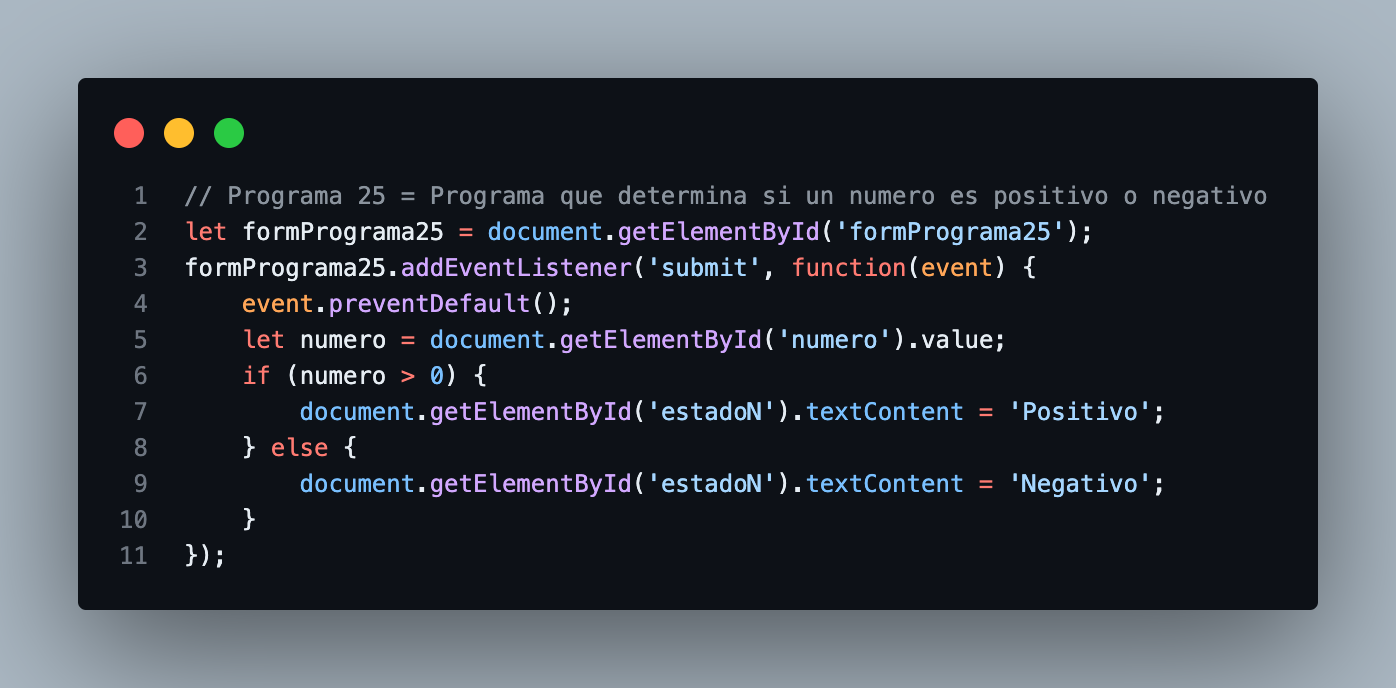 1 // Programa 25 = Programa que determina si un numero es positivo o negativo
2 let formPrograma25 = document.getElementById('formPrograma25');
3 formPrograma25.addEventListener('submit', function(event) {
4     event.preventDefault();
5     let numero = document.getElementById('numero').value;
6     if (numero > 0) {
7         document.getElementById('estadoN').textContent = 'Positivo';
8     } else {
9         document.getElementById('estadoN').textContent = 'Negativo';
10     }
11 });